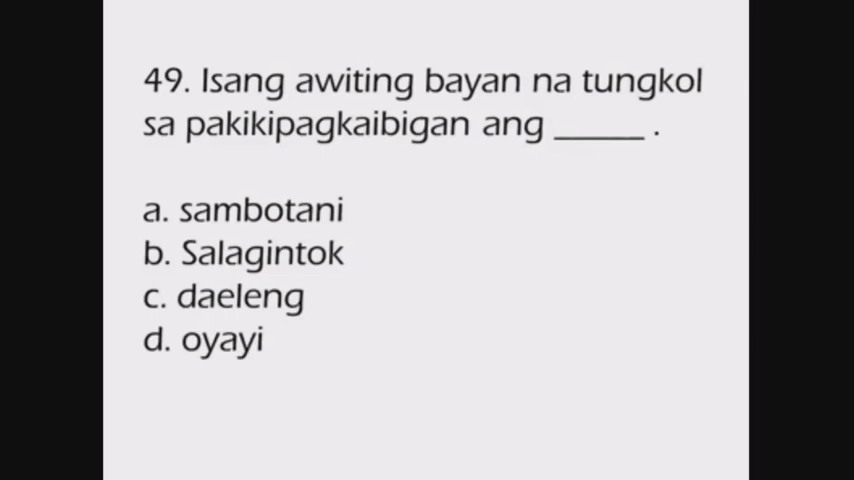 49. Isang awiting bayan na tungkol
sa pakikipagkaibigan ang _____ .
a. sambotani
b. Salagintok
c. daeleng
d. oyayi